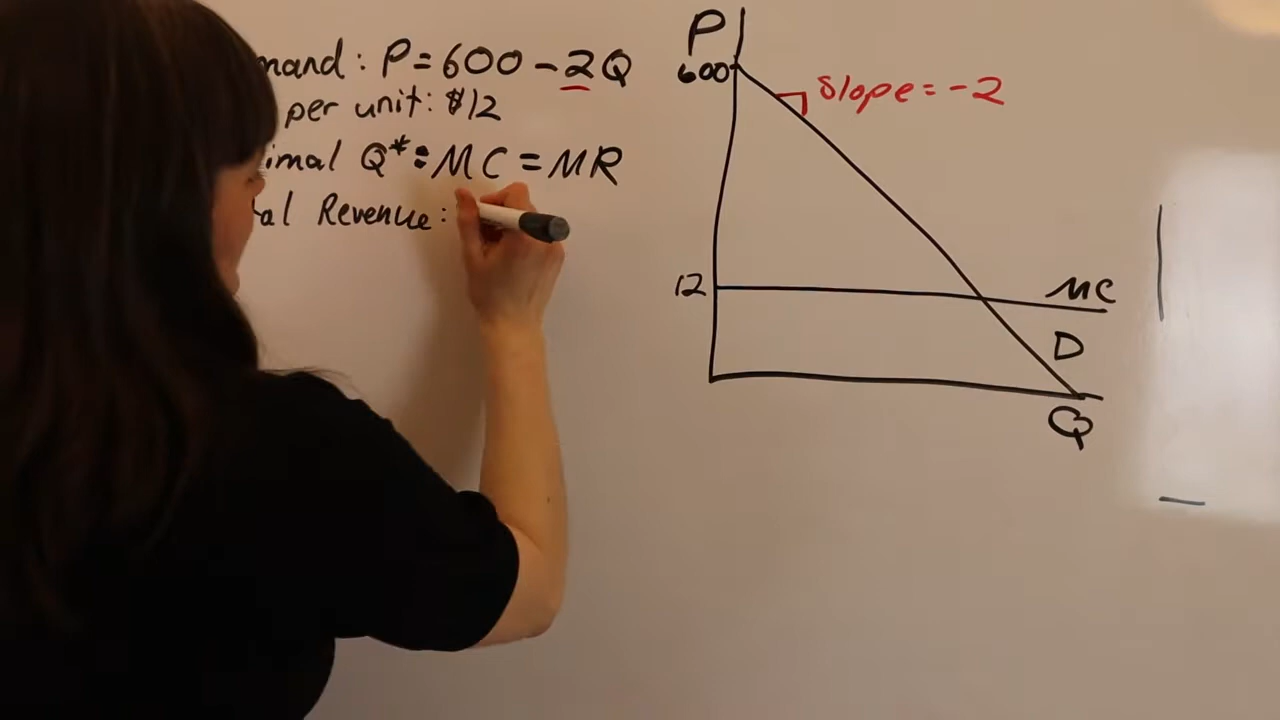 mand: P=600-2Q
per unit: $12
imal Q*: MC=MR
al Revenue:
P
600
Slope=-2
12
MC
D
Q